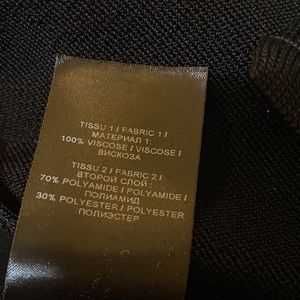 TISSU 1 / FABRIC 1 /
МАТЕРИАЛ 1:
100% VISCOSE / VISCOSE /
ВИСКОЗА
TISSU 2 / FABRIC 2 /
ВТОРОЙ СЛОЙ :
70% POLYAMIDE / POLYAMIDE /
ПОЛИАМИД
30% POLYESTER / POLYESTER
ПОЛИЭСТЕР